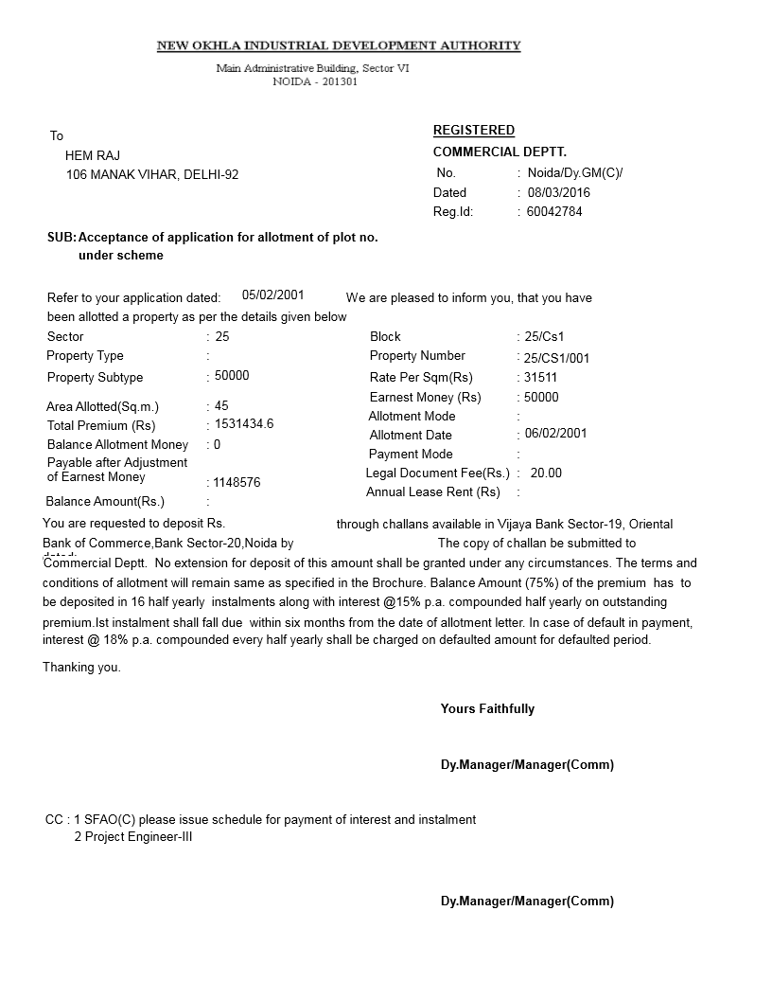 NEW OKHLA INDUSTRIAL DEVELOPMENT AUTHORITY
Main Administrative Building, Sector VI
NOIDA - 201301
To
HEM RAJ
106 MANAK VIHAR, DELHI-92
REGISTERED
COMMERCIAL DEPTT.
No. : Noida/Dy.GM(C)/
Dated : 08/03/2016
Reg.Id: : 60042784
SUB: Acceptance of application for allotment of plot no.
under scheme
Refer to your application dated: 05/02/2001 We are pleased to inform you, that you have
been allotted a property as per the details given below
Sector : 25 Block : 25/Cs1
Property Type : Property Number : 25/CS1/001
Property Subtype : 50000 Rate Per Sqm(Rs) : 31511
Earnest Money (Rs) : 50000
Area Allotted(Sq.m.) : 45 Allotment Mode :
Total Premium (Rs) : 1531434.6 Allotment Date : 06/02/2001
Balance Allotment Money : 0 Payment Mode :
Payable after Adjustment
of Earnest Money : 1148576 Legal Document Fee(Rs.) : 20.00
Balance Amount(Rs.) : Annual Lease Rent (Rs) :
You are requested to deposit Rs. through challans available in Vijaya Bank Sector-19, Oriental
Bank of Commerce,Bank Sector-20,Noida by The copy of challan be submitted to
Commercial Deptt. No extension for deposit of this amount shall be granted under any circumstances. The terms and
conditions of allotment will remain same as specified in the Brochure. Balance Amount (75%) of the premium has to
be deposited in 16 half yearly instalments along with interest @15% p.a. compounded half yearly on outstanding
premium.Ist instalment shall fall due within six months from the date of allotment letter. In case of default in payment,
interest @ 18% p.a. compounded every half yearly shall be charged on defaulted amount for defaulted period.
Thanking you.
Yours Faithfully
Dy.Manager/Manager(Comm)
CC : 1 SFAO(C) please issue schedule for payment of interest and instalment
2 Project Engineer-III
Dy.Manager/Manager(Comm)